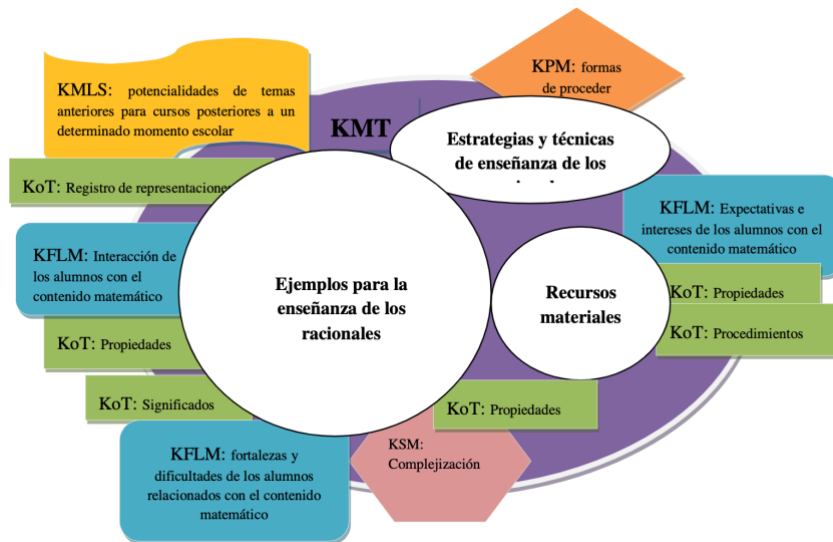 KMLS: potencialidades de temas
anteriores para cursos posteriores a un
determinado momento escolar
KPM: formas
de proceder
KMT
Estrategias y técnicas
de enseñanza de los
KoT: Registro de representaciones
KFLM: Expectativas e
intereses de los alumnos con el
contenido matemático
KFLM: Interacción de
los alumnos con el
contenido matemático
Ejemplos para la
enseñanza de los
racionales
Recursos
materiales
KoT: Propiedades
KoT: Procedimientos
KoT: Propiedades
KoT: Significados
KoT: Propiedades
KFLM: fortalezas y
dificultades de los alumnos
relacionados con el contenido
matemático
KSM:
Complejización